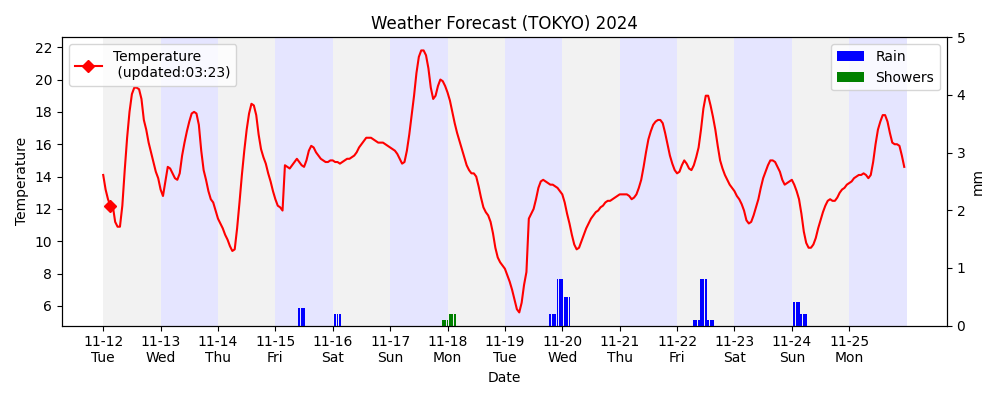 Weather Forecast (TOKYO) 2024
Temperature
(updated:03:23)
Rain
Showers
Temperature
22
20
18
16
14
12
10
8
6
5
4
3
2
1
0
mm
11-12 11-13 11-14 11-15 11-16 11-17 11-18 11-19 11-20 11-21 11-22 11-23 11-24 11-25
Tue Wed Thu Fri Sat Sun Mon Tue Wed Thu Fri Sat Sun Mon
Date